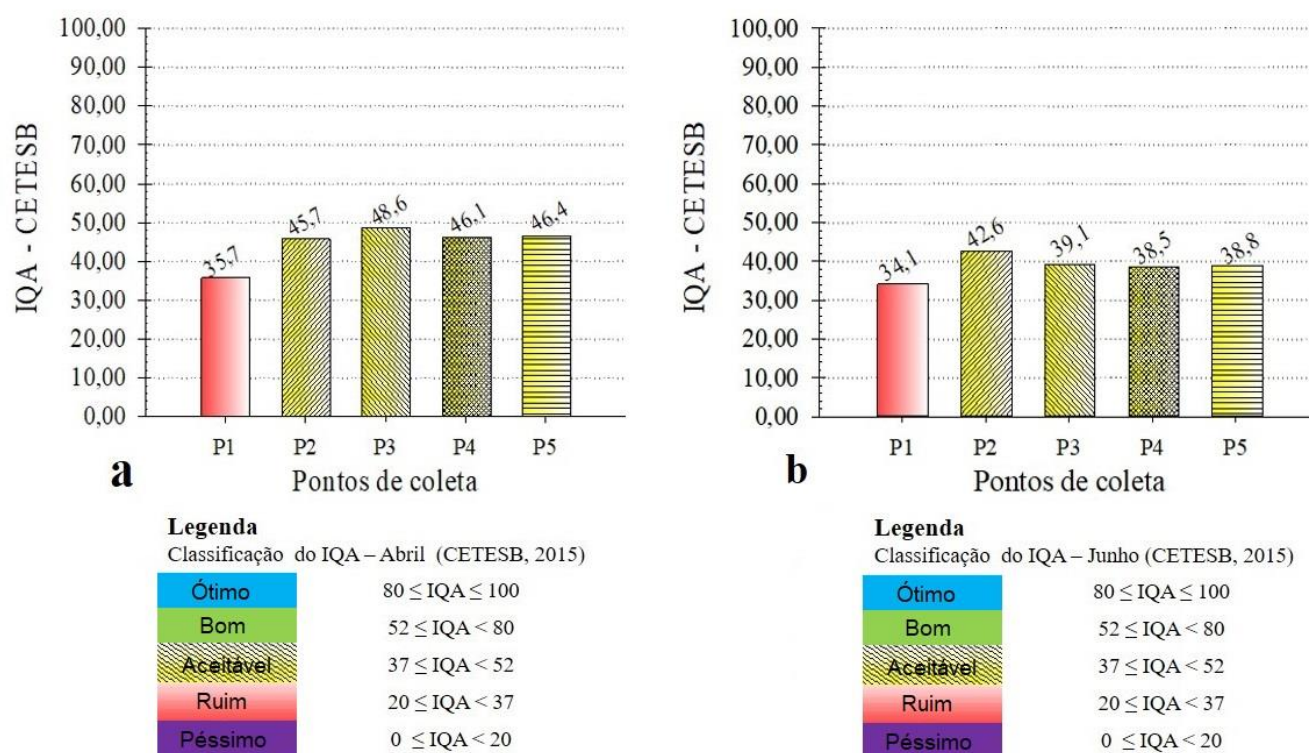 100,00
90,00
80,00
70,00
60,00
50,00
40,00
30,00
20,00
10,00
0,00
IQA - CETESB
35,7
45,7
48,6
46,1
46,4
P1 P2 P3 P4 P5
a
Pontos de coleta
Legenda
Classificação do IQA – Abril (CETESB, 2015)
Ótimo 80 ≤ IQA ≤ 100
Bom 52 ≤ IQA < 80
Aceitável 37 ≤ IQA < 52
Ruim 20 ≤ IQA < 37
Péssimo 0 ≤ IQA < 20
100,00
90,00
80,00
70,00
60,00
50,00
40,00
30,00
20,00
10,00
0,00
IQA - CETESB
34,1
42,6
39,1
38,5
38,8
P1 P2 P3 P4 P5
b
Pontos de coleta
Legenda
Classificação do IQA – Junho (CETESB, 2015)
Ótimo 80 ≤ IQA ≤ 100
Bom 52 ≤ IQA < 80
Aceitável 37 ≤ IQA < 52
Ruim 20 ≤ IQA < 37
Péssimo 0 ≤ IQA < 20